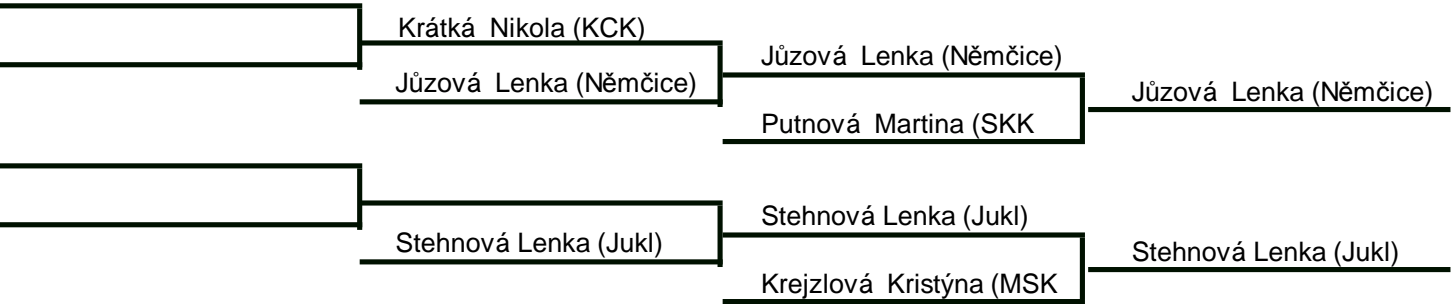 Krátká Nikola (KCK)
Jůzová Lenka (Němčice)
Jůzová Lenka (Němčice)
Putnová Martina (SKK
Jůzová Lenka (Němčice)
Stehnová Lenka (Jukl)
Stehnová Lenka (Jukl)
Krejzlová Kristýna (MSK
Stehnová Lenka (Jukl)